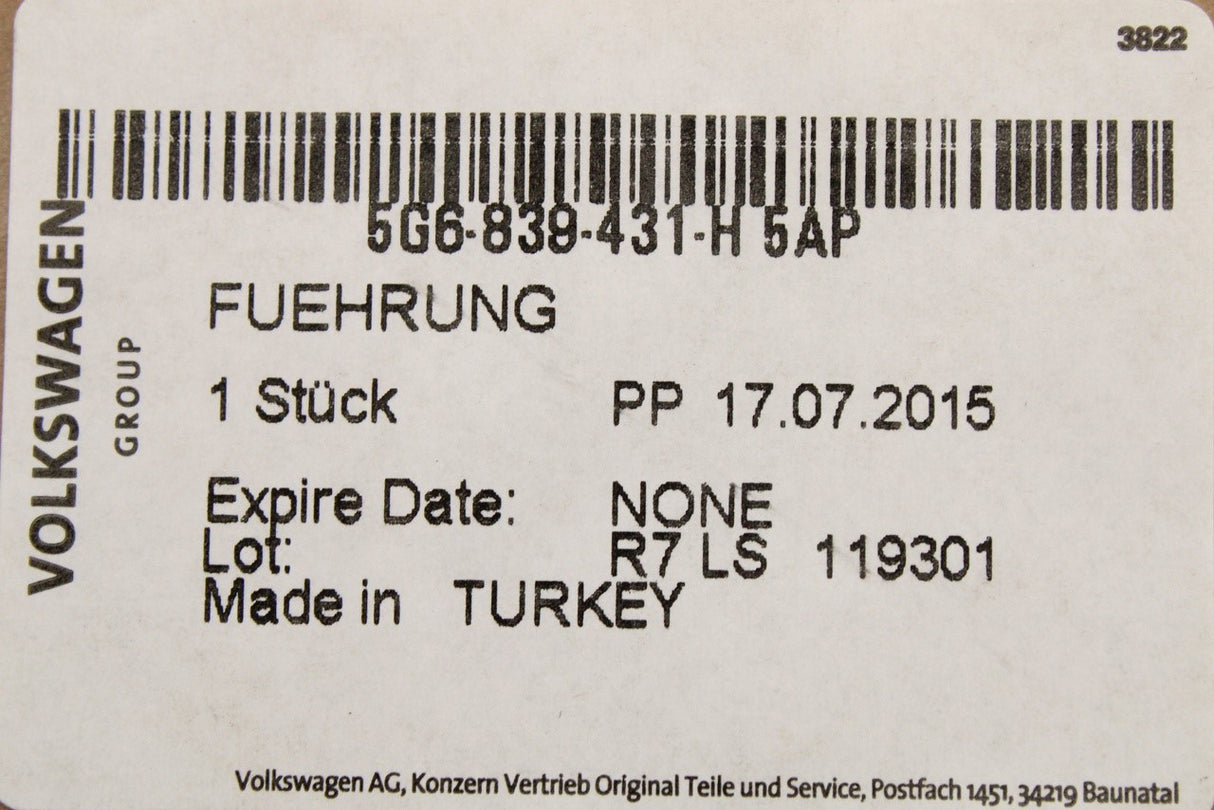 3822
VOLKSWAGEN
GROUP
5G6-839-431-H 5AP
FUEHRUNG
1 Stück PP 17.07.2015
Expire Date: NONE
Lot: R7 LS 119301
Made in TURKEY
Volkswagen AG, Konzern Vertrieb Original Teile und Service, Postfach 1451, 34219 Baunatal